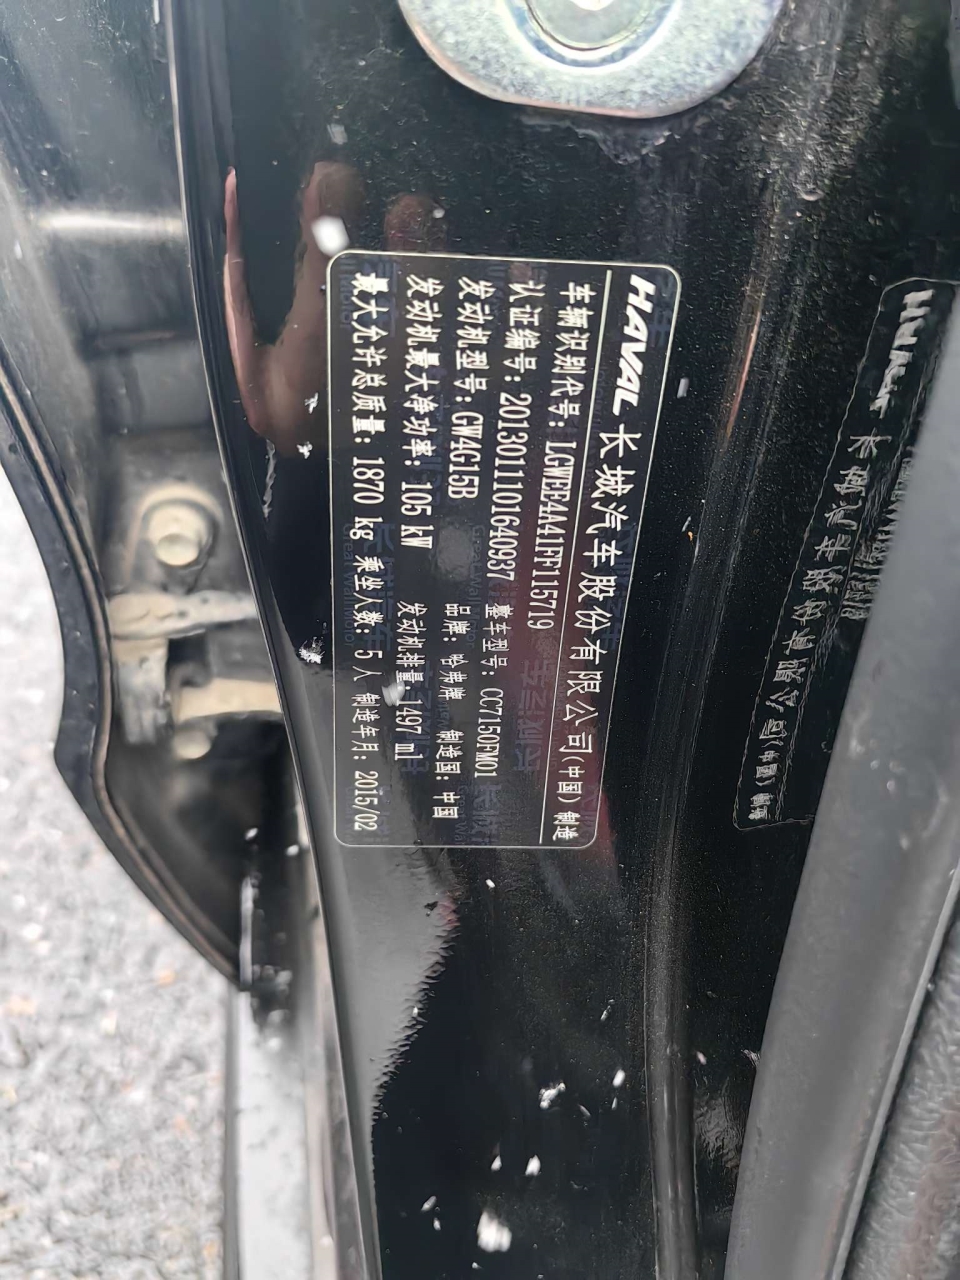 HAVAL 长城汽车股份有限公司(中国)制造
车辆识别代号: LGWEE4A41FF115719
认证编号: 2013011101640937 整车型号: CC7150FM01
发动机型号: GW4G15B 品牌: 哈弗牌 制造国: 中国
发动机最大净功率: 105 kW 发动机排量: 1497 ml
最大允许总质量: 1870 kg 乘坐人数: 5 人 制造年月: 2015/02